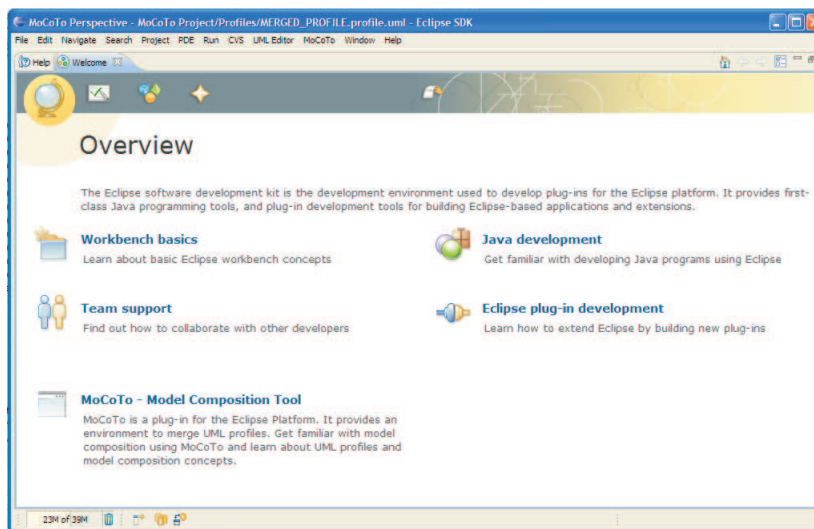 MoCoTo Perspective - MoCoTo Project/Profiles/MERGED_PROFILE.profile.uml - Eclipse SDK
File Edit Navigate Search Project PDE Run CVS UML Editor MoCoTo Window Help
Help Welcome
Overview
The Eclipse software development kit is the development environment used to develop plug-ins for the Eclipse platform. It provides first-
class Java programming tools, and plug-in development tools for building Eclipse-based applications and extensions.
Workbench basics
Learn about basic Eclipse workbench concepts
Java development
Get familiar with developing Java programs using Eclipse
Team support
Find out how to collaborate with other developers
Eclipse plug-in development
Learn how to extend Eclipse by building new plug-ins
MoCoTo - Model Composition Tool
MoCoTo is a plug-in for the Eclipse Platform. It provides an
environment to merge UML profiles. Get familiar with model
composition using MoCoTo and learn about UML profiles and
model composition concepts.
23M of 39M